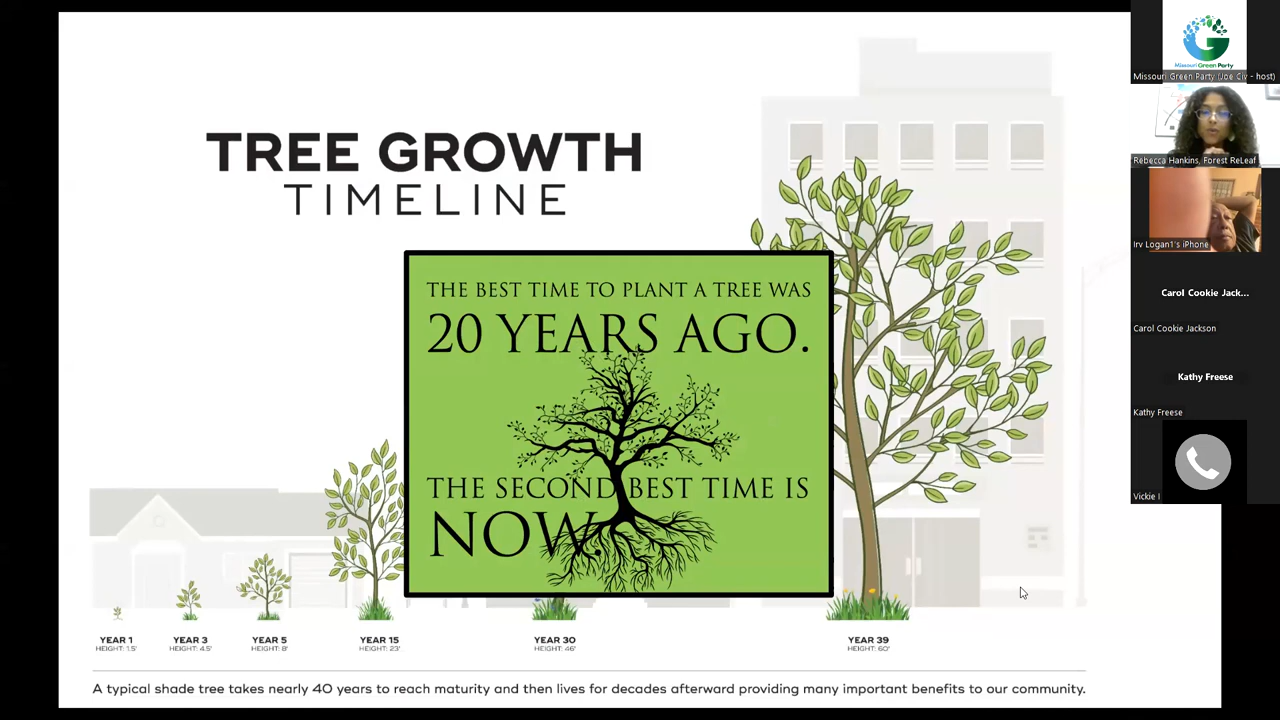 TREE GROWTH
TIMELINE
THE BEST TIME TO PLANT A TREE WAS
20 YEARS AGO.
THE SECOND BEST TIME IS
NOW.
YEAR 1
HEIGHT: 1.5'
YEAR 3
HEIGHT: 4.5'
YEAR 5
HEIGHT: 8'
YEAR 15
HEIGHT: 23'
YEAR 30
HEIGHT: 46'
YEAR 39
HEIGHT: 60'
A typical shade tree takes nearly 40 years to reach maturity and then lives for decades afterward providing many important benefits to our community.
G
Missouri Green Party
Missouri Green Party (Joe Civ - host)
Rebecca Hankins, Forest ReLeaf
Irv Logan1's iPhone
Carol Cookie Jack...
Carol Cookie Jackson
Kathy Freese
Kathy Freese
Vickie I